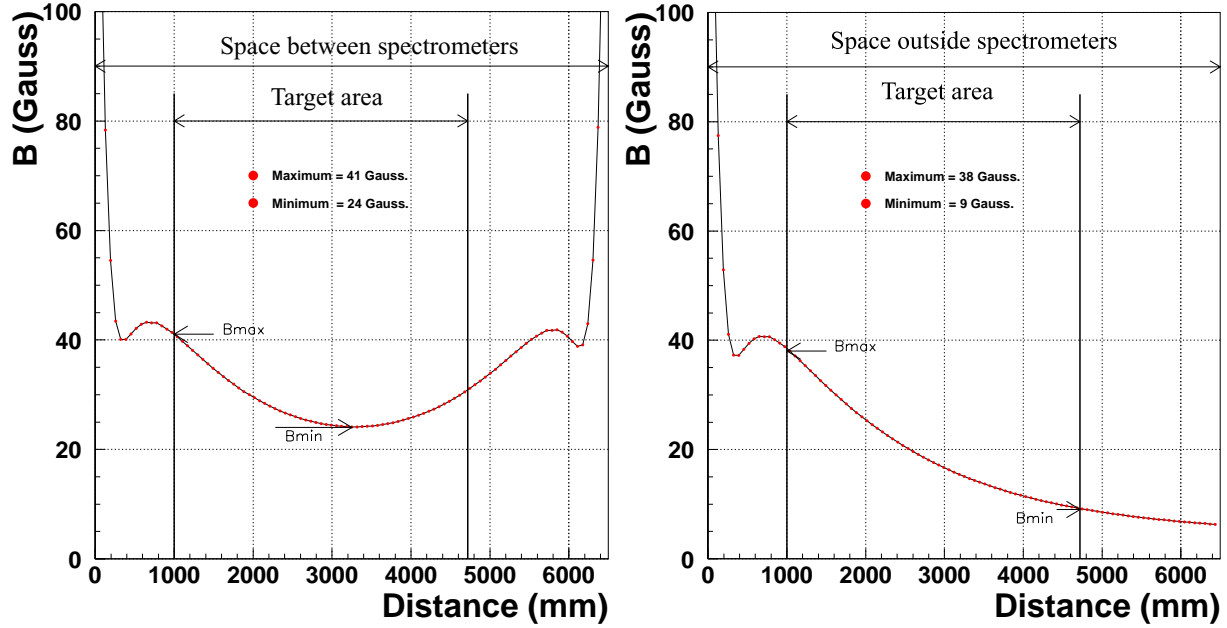 B (Gauss)
100
80
60
40
20
0
Space between spectrometers
Target area
Maximum = 41 Gauss.
Minimum = 24 Gauss.
Bmax
Bmin
0 1000 2000 3000 4000 5000 6000
Distance (mm)
B (Gauss)
100
80
60
40
20
0
Space outside spectrometers
Target area
Maximum = 38 Gauss.
Minimum = 9 Gauss.
Bmax
Bmin
0 1000 2000 3000 4000 5000 6000
Distance (mm)